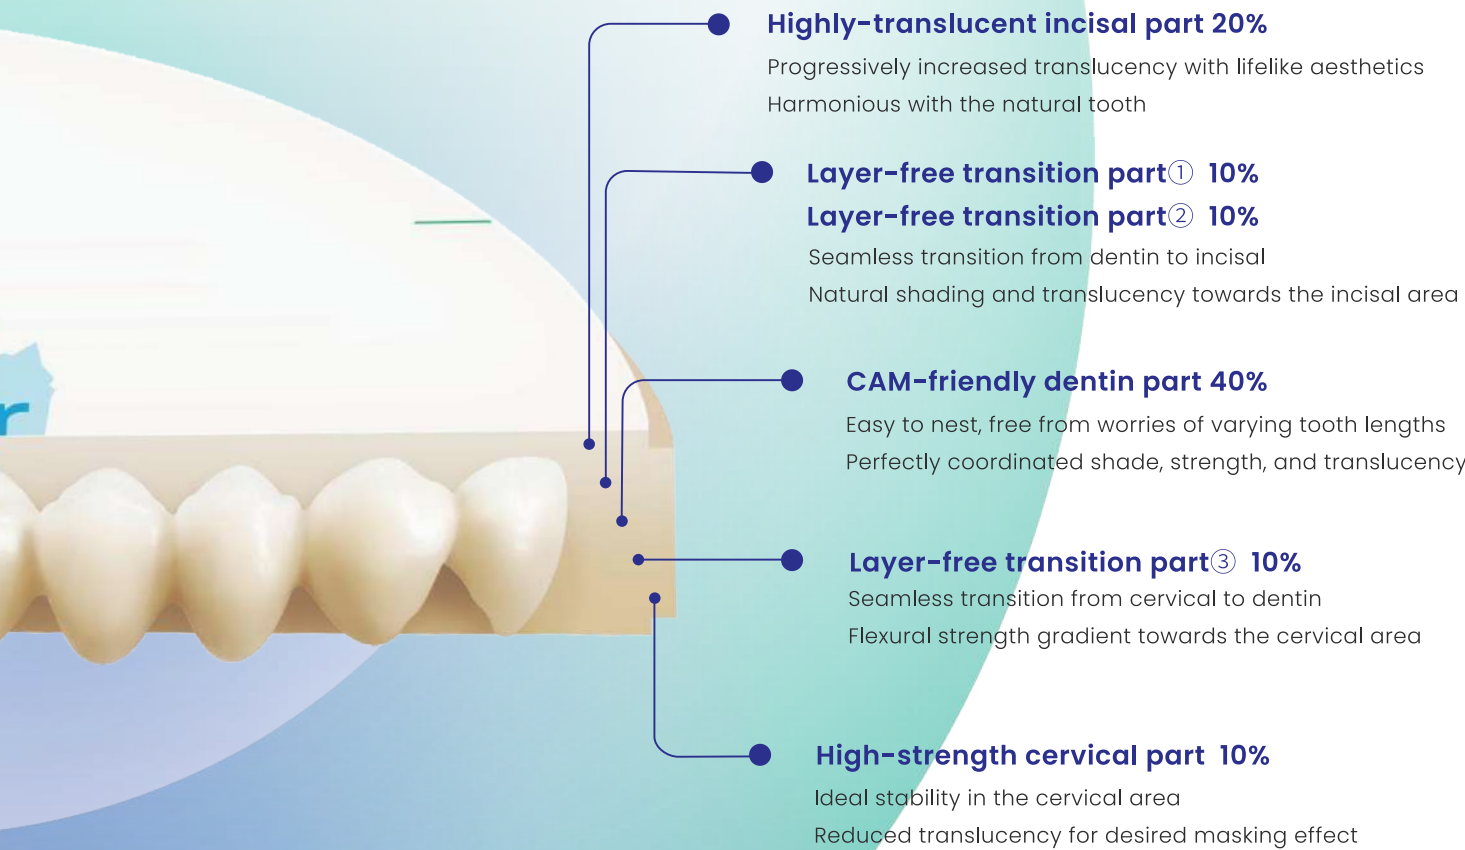 Highly-translucent incisal part 20%
Progressively increased translucency with lifelike aesthetics
Harmonious with the natural tooth
Layer-free transition part① 10%
Layer-free transition part② 10%
Seamless transition from dentin to incisal
Natural shading and translucency towards the incisal area
CAM-friendly dentin part 40%
Easy to nest, free from worries of varying tooth lengths
Perfectly coordinated shade, strength, and translucency
Layer-free transition part③ 10%
Seamless transition from cervical to dentin
Flexural strength gradient towards the cervical area
High-strength cervical part 10%
Ideal stability in the cervical area
Reduced translucency for desired masking effect